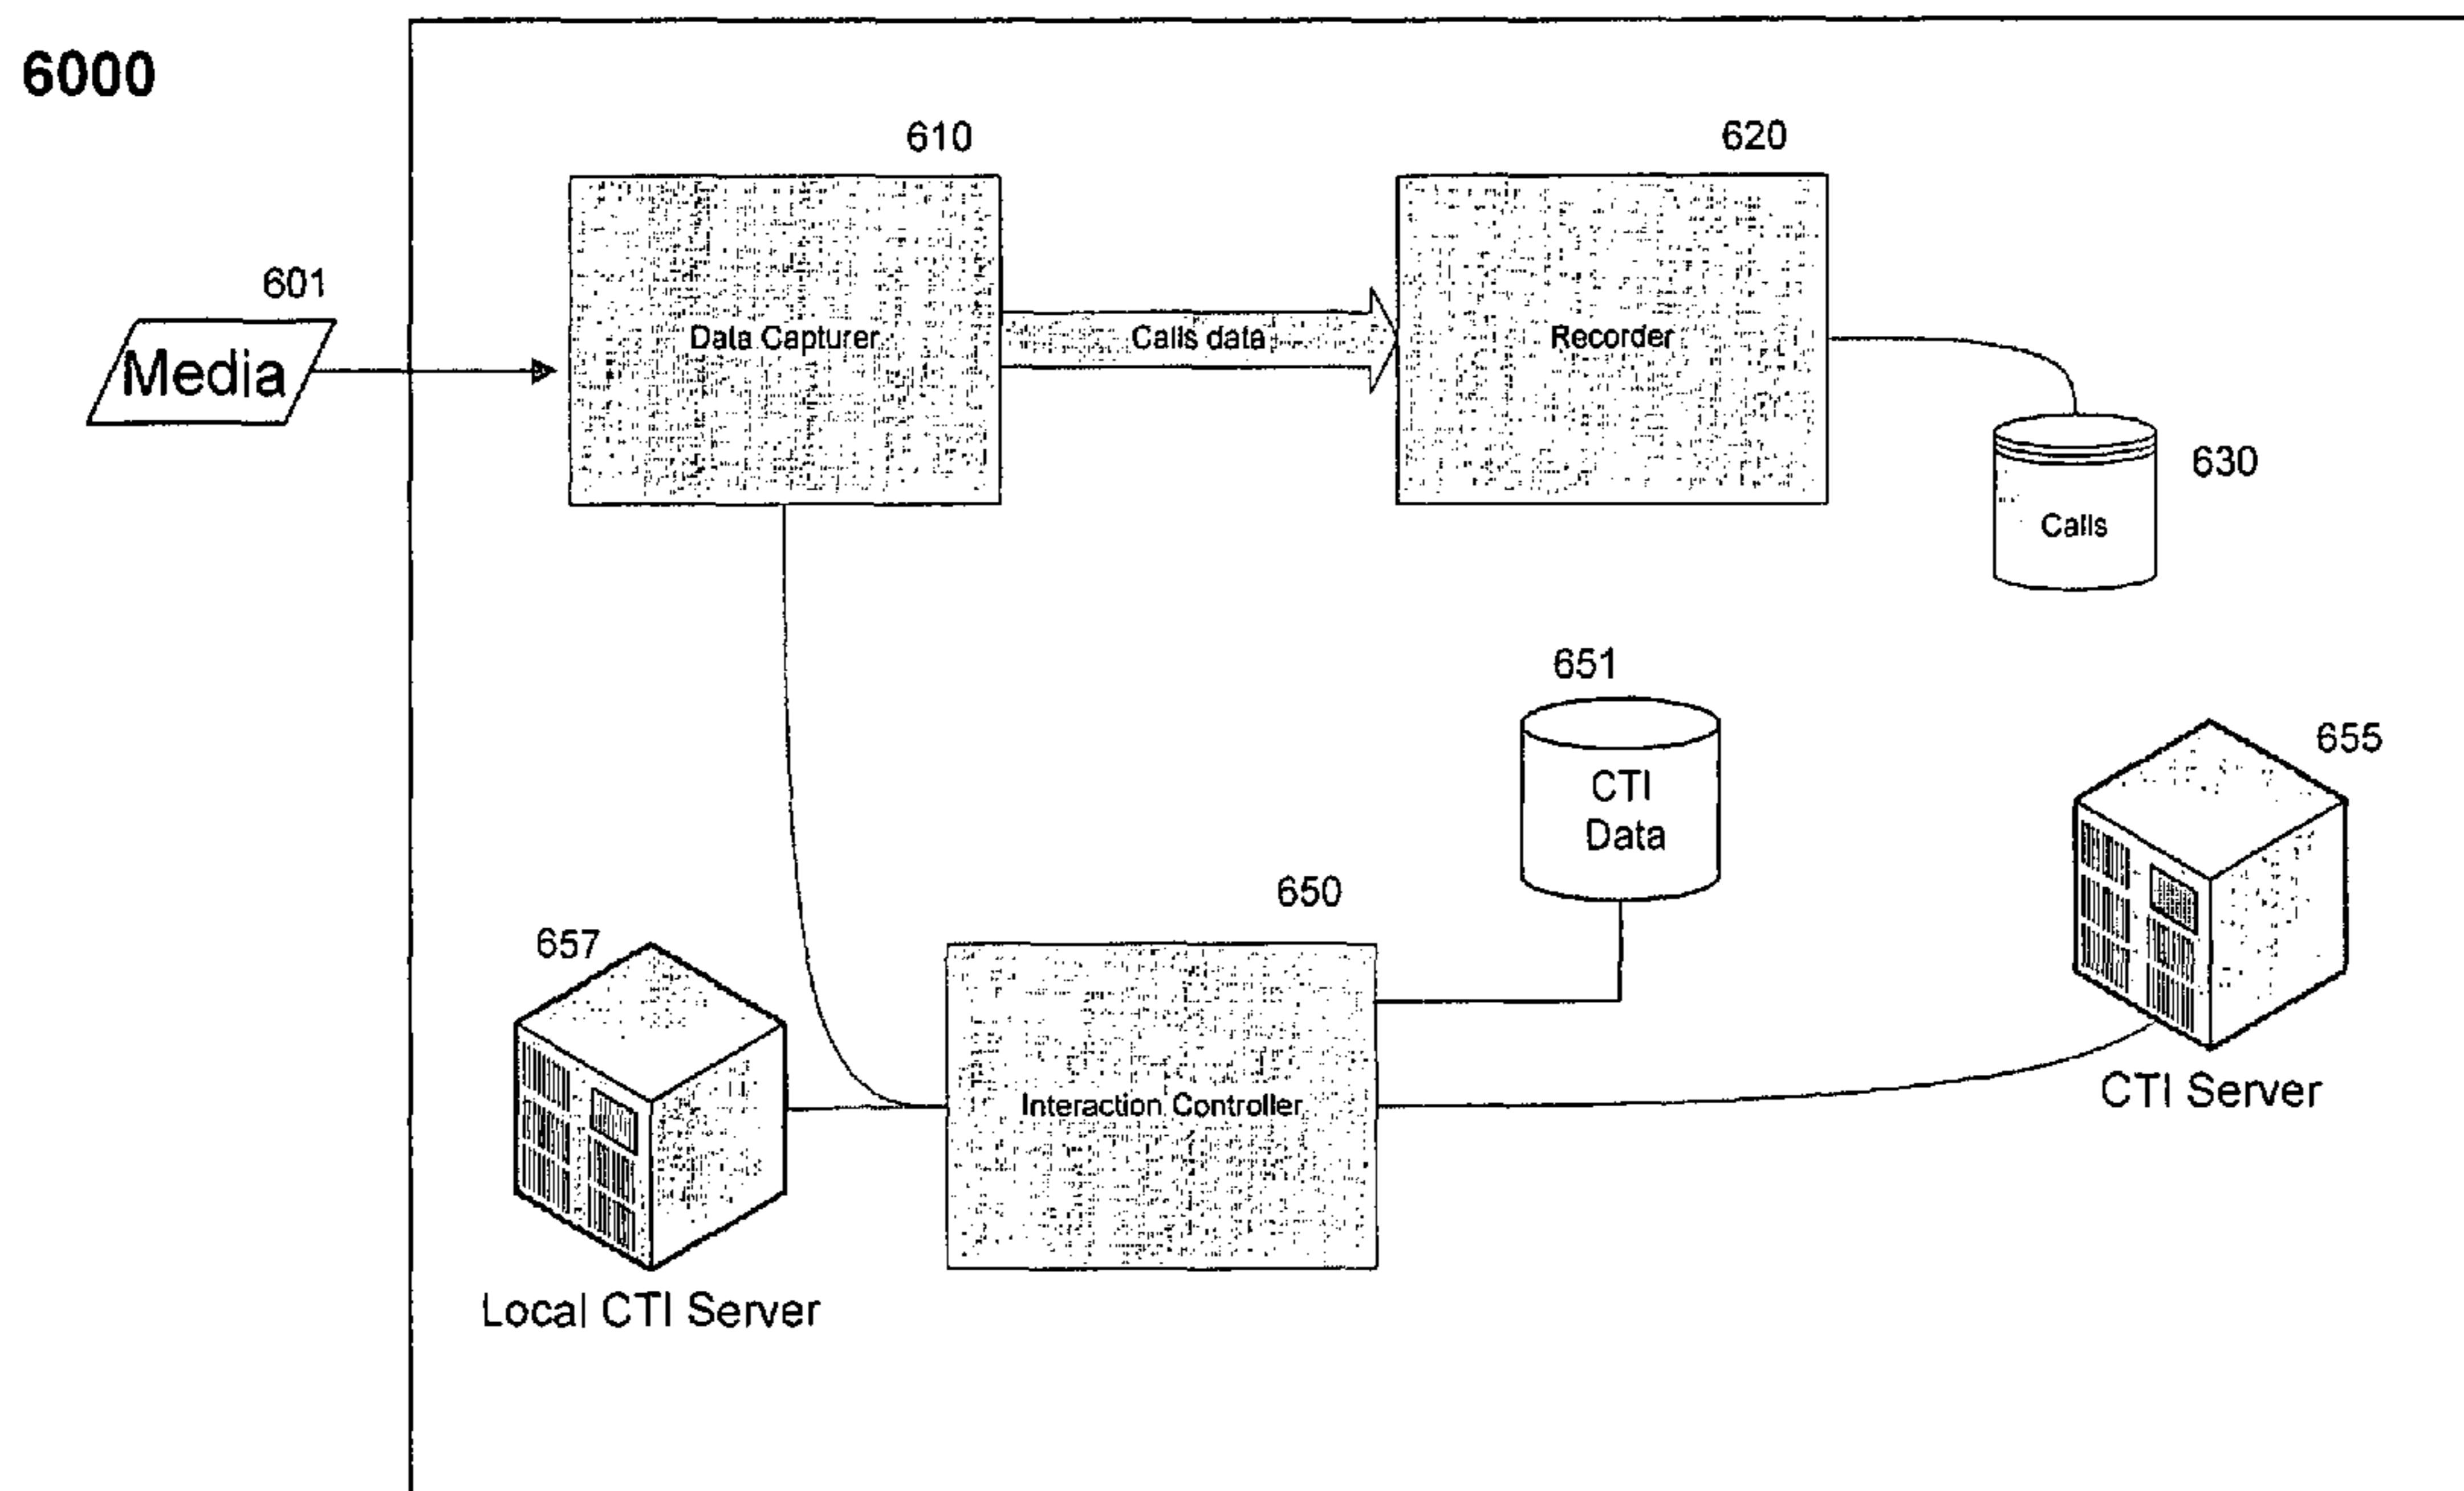 6000
610
620
601
Media
Data Capturer
Calls data
Recorder
630
Calls
651
655
CTI
Data
650
657
Interaction Controller
CTI Server
Local CTI Server